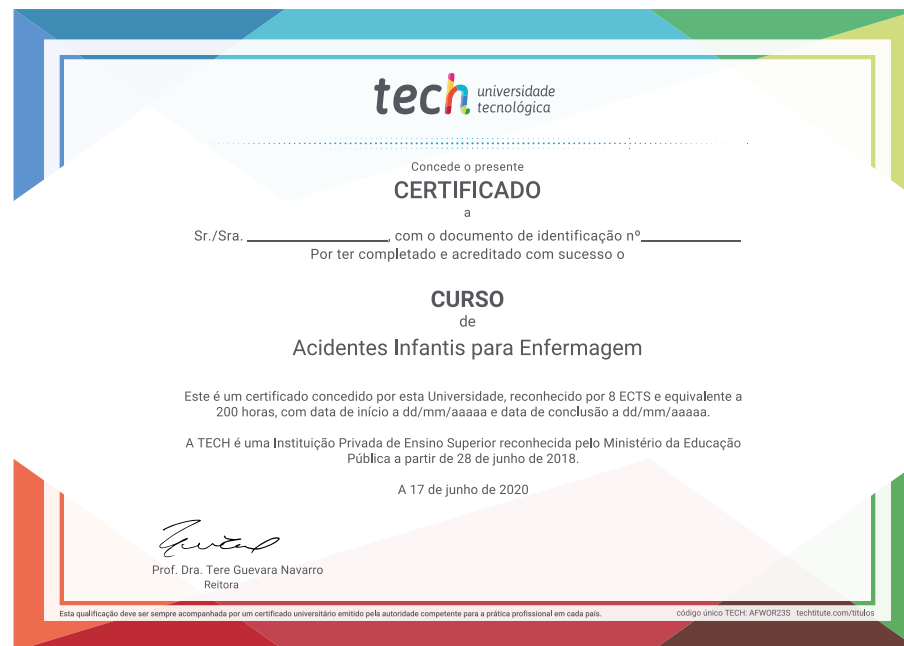 tech universidade
tecnológica
Concede o presente
CERTIFICADO
a
Sr./Sra. ____________, com o documento de identificação nº____________
Por ter completado e acreditado com sucesso o
CURSO
de
Acidentes Infantis para Enfermagem
Este é um certificado concedido por esta Universidade, reconhecido por 8 ECTS e equivalente a
200 horas, com data de início a dd/mm/aaaaa e data de conclusão a dd/mm/aaaaa.
A TECH é uma Instituição Privada de Ensino Superior reconhecida pelo Ministério da Educação
Pública a partir de 28 de junho de 2018.
A 17 de junho de 2020
Prof. Dra. Tere Guevara Navarro
Reitora
Esta qualificação deve ser sempre acompanhada por um certificado universitário emitido pela autoridade competente para a prática profissional em cada país. código único TECH: AFWOR23S techtitute.com/títulos